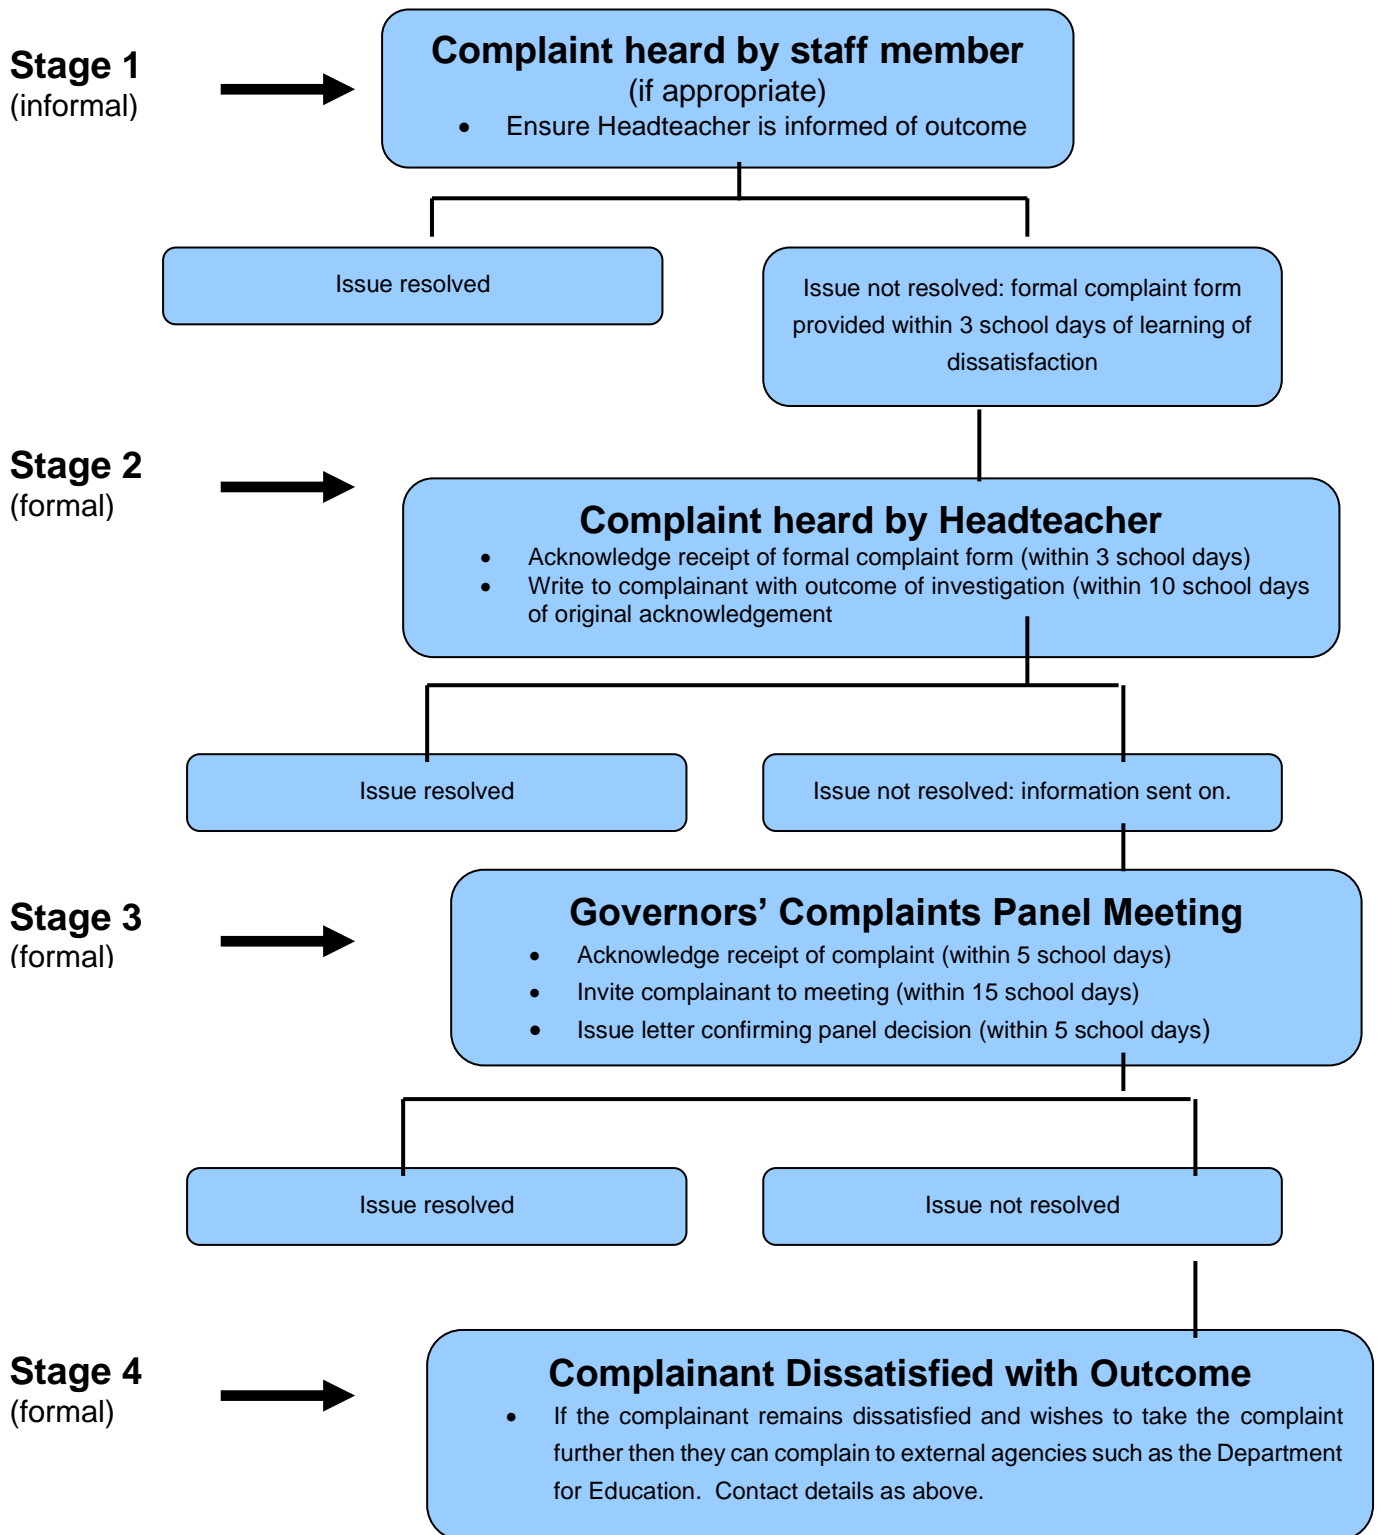 Stage 1
(informal)
Complaint heard by staff member
(if appropriate)
• Ensure Headteacher is informed of outcome
Issue resolved
Issue not resolved: formal complaint form
provided within 3 school days of learning of
dissatisfaction
Stage 2
(formal)
Complaint heard by Headteacher
• Acknowledge receipt of formal complaint form (within 3 school days)
• Write to complainant with outcome of investigation (within 10 school days
of original acknowledgement
Issue resolved
Issue not resolved: information sent on.
Stage 3
(formal)
Governors’ Complaints Panel Meeting
• Acknowledge receipt of complaint (within 5 school days)
• Invite complainant to meeting (within 15 school days)
• Issue letter confirming panel decision (within 5 school days)
Issue resolved
Issue not resolved
Stage 4
(formal)
Complainant Dissatisfied with Outcome
• If the complainant remains dissatisfied and wishes to take the complaint
further then they can complain to external agencies such as the Department
for Education. Contact details as above.